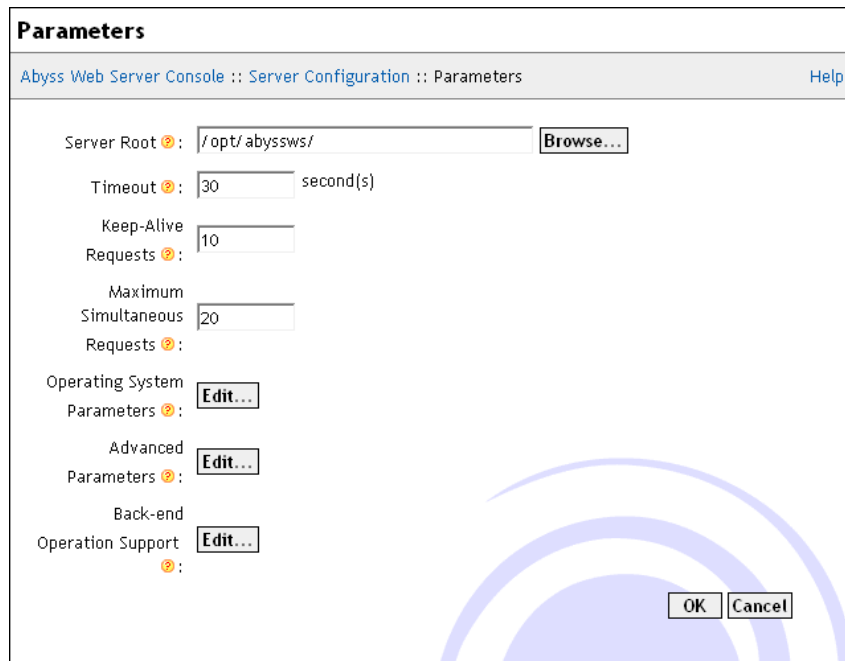 Parameters
Abyss Web Server Console :: Server Configuration :: Parameters Help
Server Root ?: /opt/abyssws/ Browse...
Timeout ?: 30 second(s)
Keep-Alive
Requests ?: 10
Maximum
Simultaneous
Requests ?: 20
Operating System
Parameters ?: Edit...
Advanced
Parameters ?: Edit...
Back-end
Operation Support
?: Edit...
OK Cancel